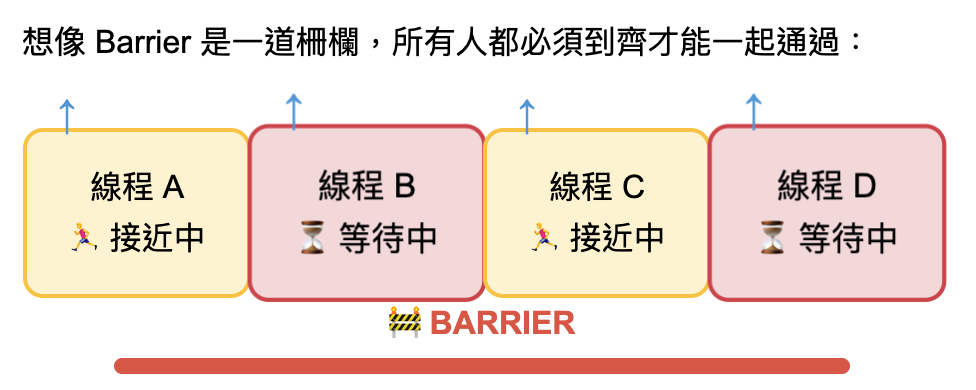 想像 Barrier 是一道柵欄，所有人都必須到齊才能一起通過：
線程 A
🏃 接近中
線程 B
⏳ 等待中
線程 C
🏃 接近中
線程 D
⏳ 等待中
🚧 BARRIER